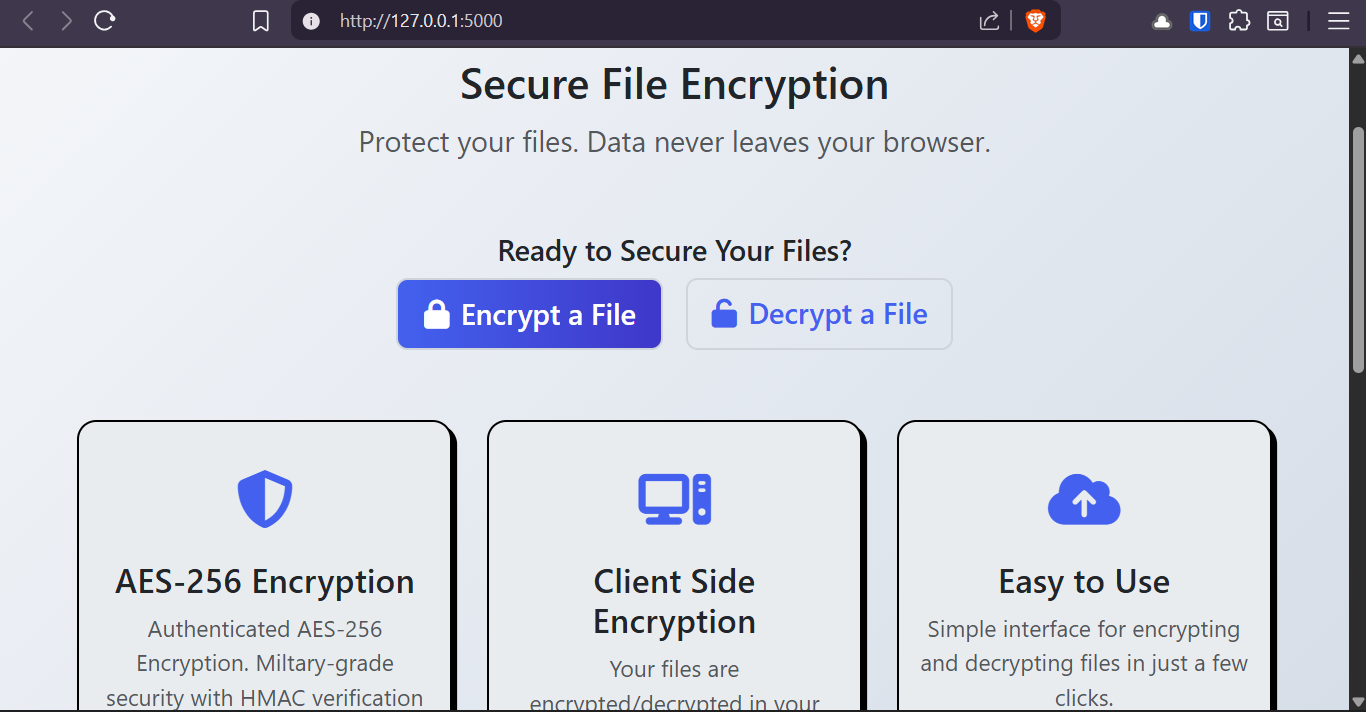 http://127.0.0.1:5000
Secure File Encryption
Protect your files. Data never leaves your browser.
Ready to Secure Your Files?
Encrypt a File
Decrypt a File
AES-256 Encryption
Authenticated AES-256
Encryption. Miltary-grade
security with HMAC verification
Client Side
Encryption
Your files are
encrypted/decrypted in your
Easy to Use
Simple interface for encrypting
and decrypting files in just a few
clicks.